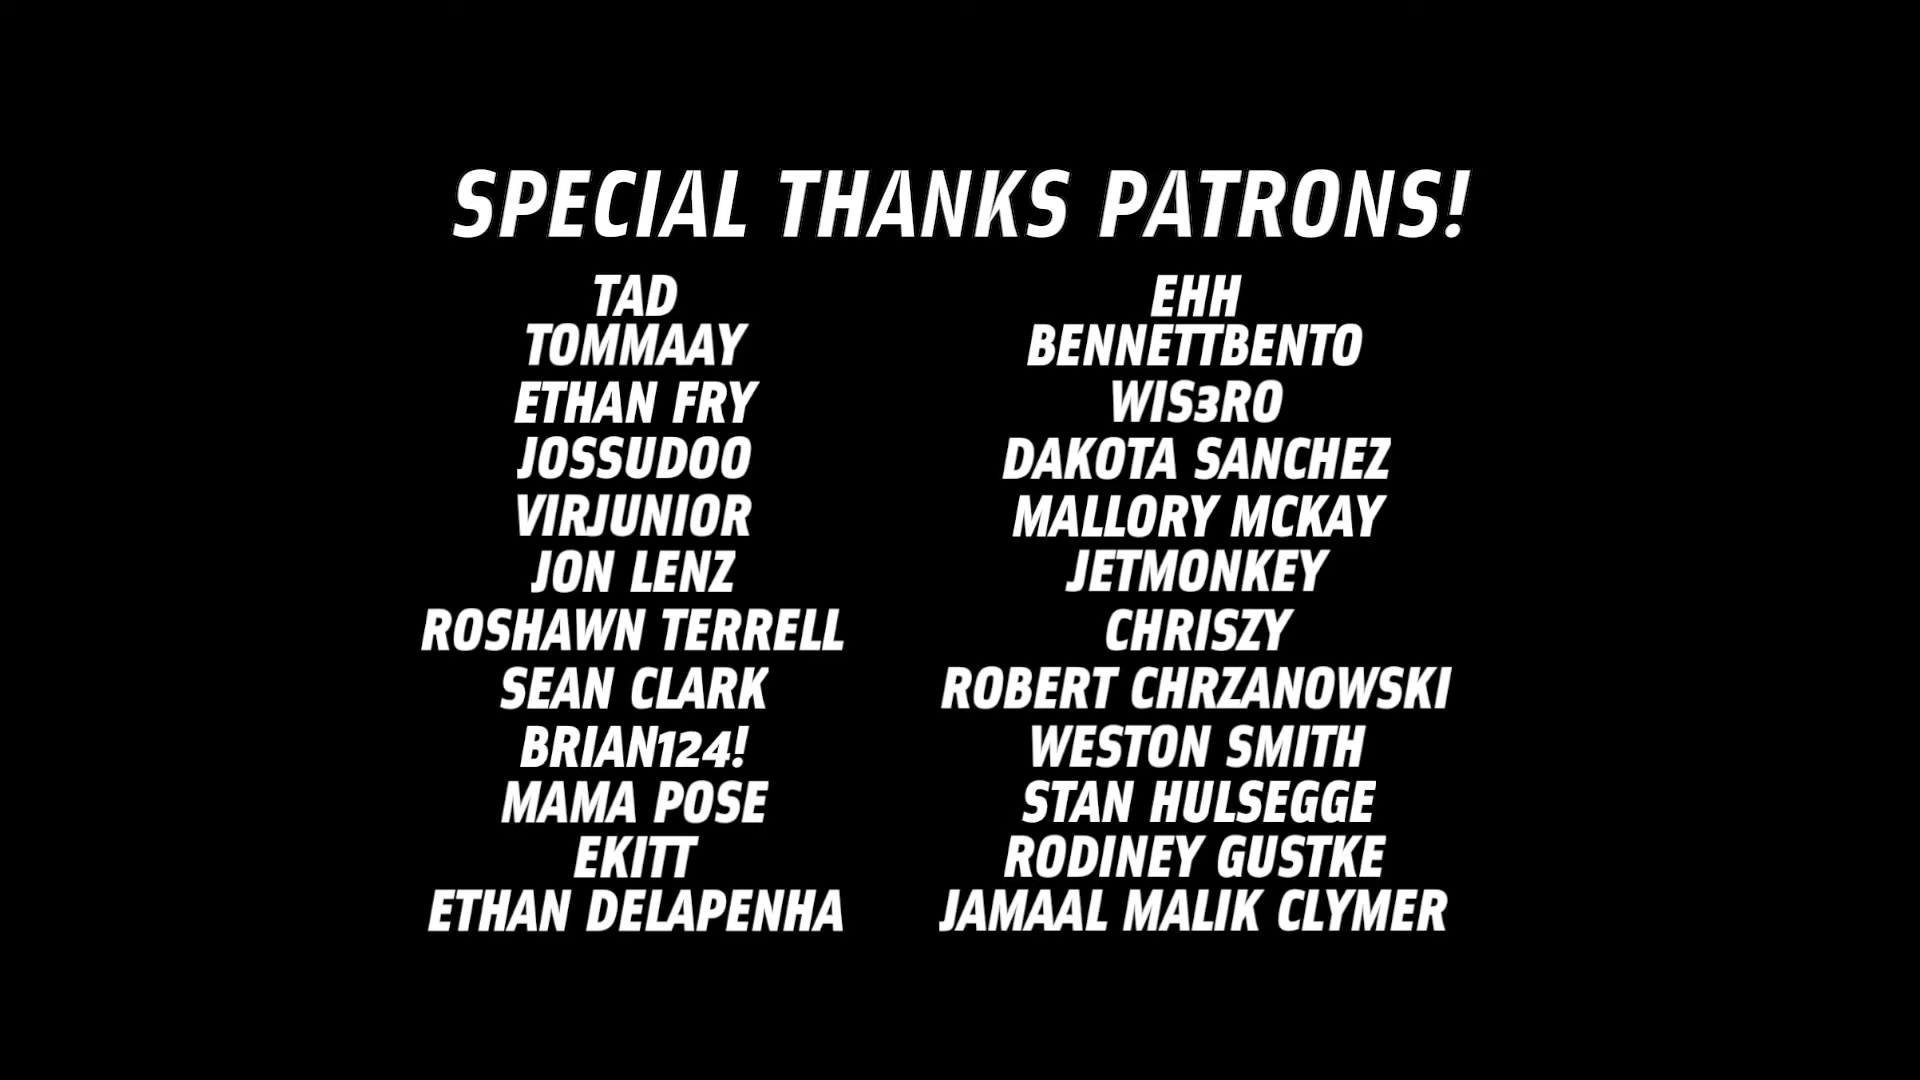 SPECIAL THANKS PATRONS!
TAD
TOMMAAY
ETHAN FRY
JOSSUDOO
VIRJUNIOR
JON LENZ
ROSHAWN TERRELL
SEAN CLARK
BRIAN124!
MAMA POSE
EKITT
ETHAN DELAPENHA
EHH
BENNETTBENTO
WIS3RO
DAKOTA SANCHEZ
MALLORY MCKAY
JETMONKEY
CHRISZY
ROBERT CHRZANOWSKI
WESTON SMITH
STAN HULSEGGE
RODINEY GUSTKE
JAMAAL MALIK CLYMER